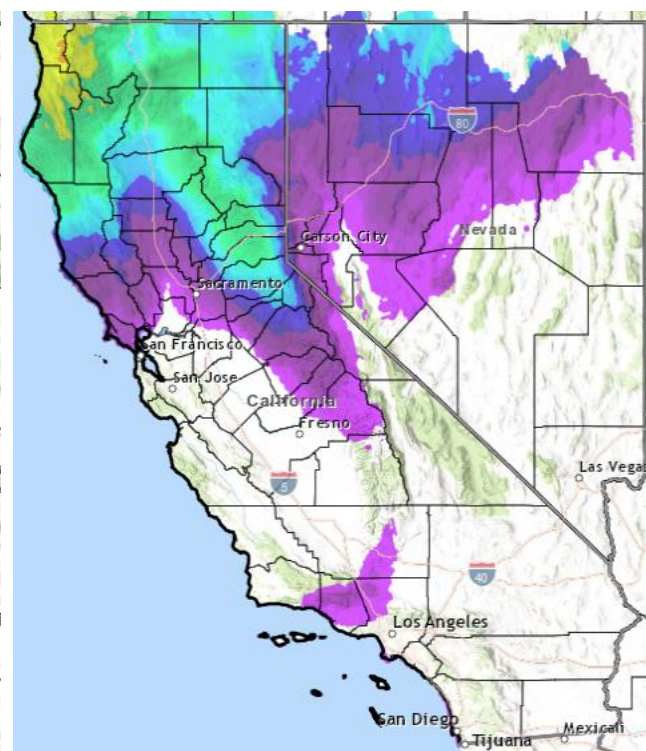 80
Nevada
Carson City
Sacramento
San Francisco
San Jose
California
Fresno
5
Las Vega
40
Los Angeles
San Diego
Tijuana
Mexicali